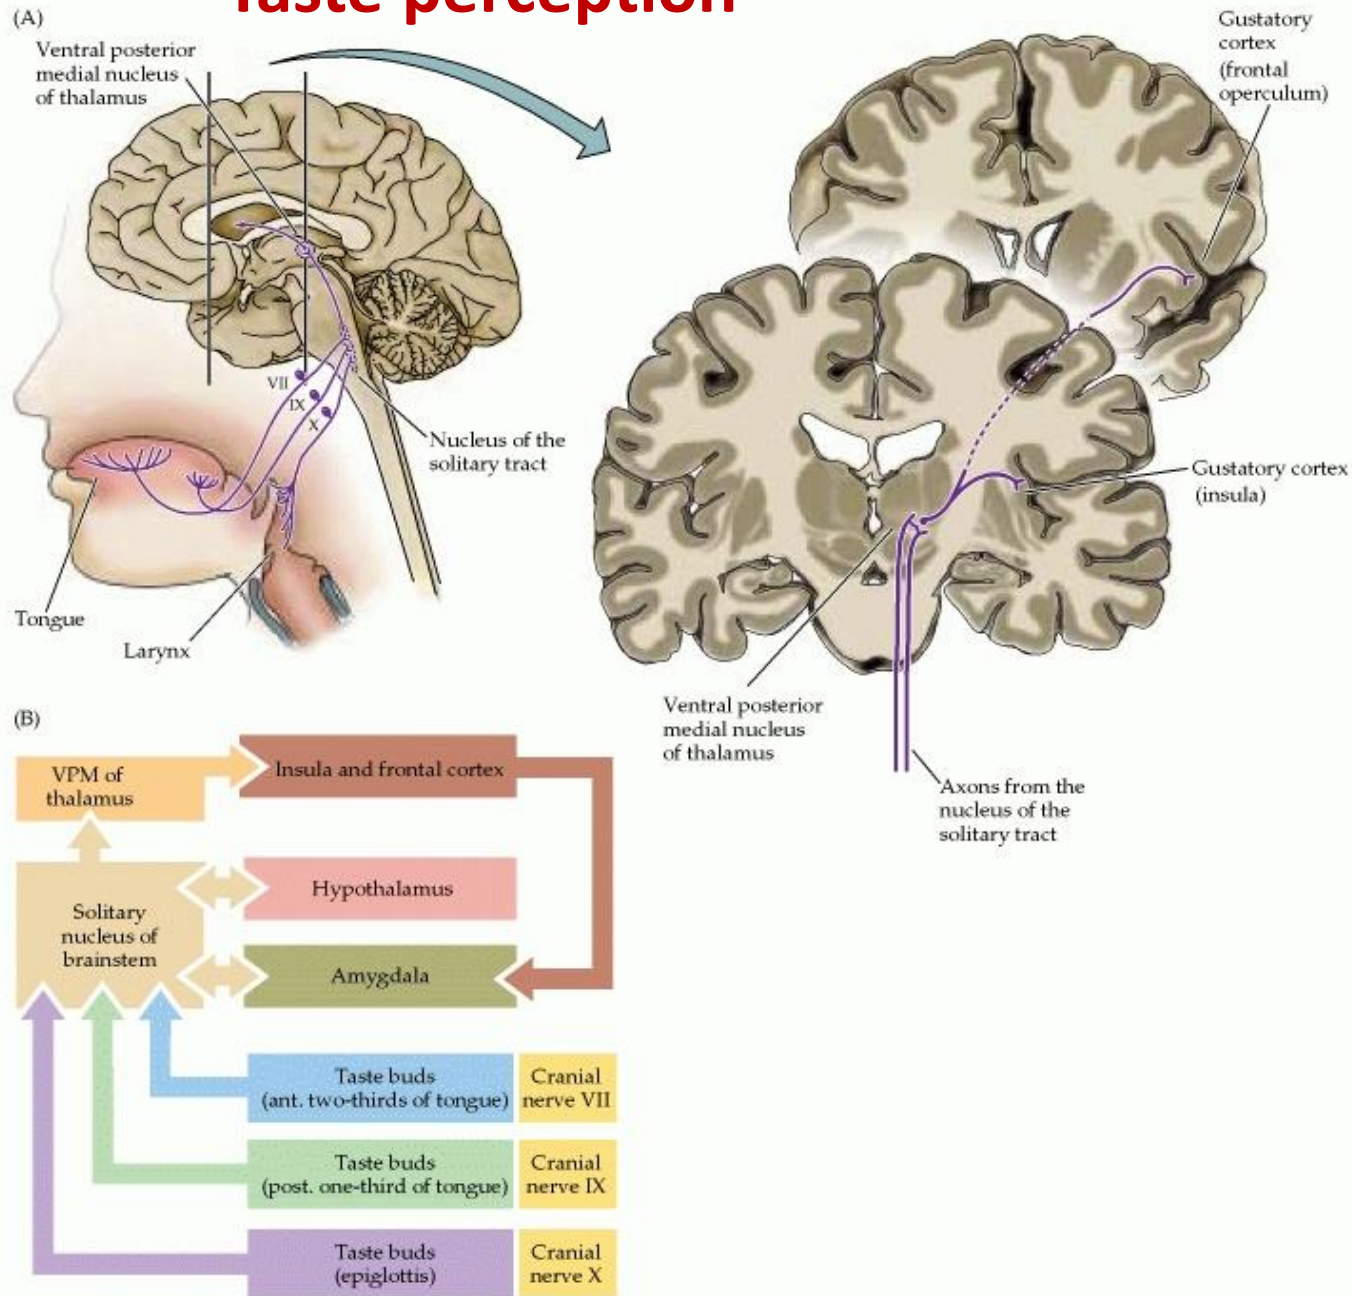 Taste perception
(A)
Ventral posterior
medial nucleus
of thalamus
Gustatory
cortex
(frontal
operculum)
VII
IX
X
Nucleus of the
solitary tract
Gustatory cortex
(insula)
Tongue
Larynx
Ventral posterior
medial nucleus
of thalamus
Axons from the
nucleus of the
solitary tract
(B)
VPM of
thalamus
Insula and frontal cortex
Hypothalamus
Solitary
nucleus of
brainstem
Amygdala
Taste buds
(ant. two-thirds of tongue)
Cranial
nerve VII
Taste buds
(post. one-third of tongue)
Cranial
nerve IX
Taste buds
(epiglottis)
Cranial
nerve X